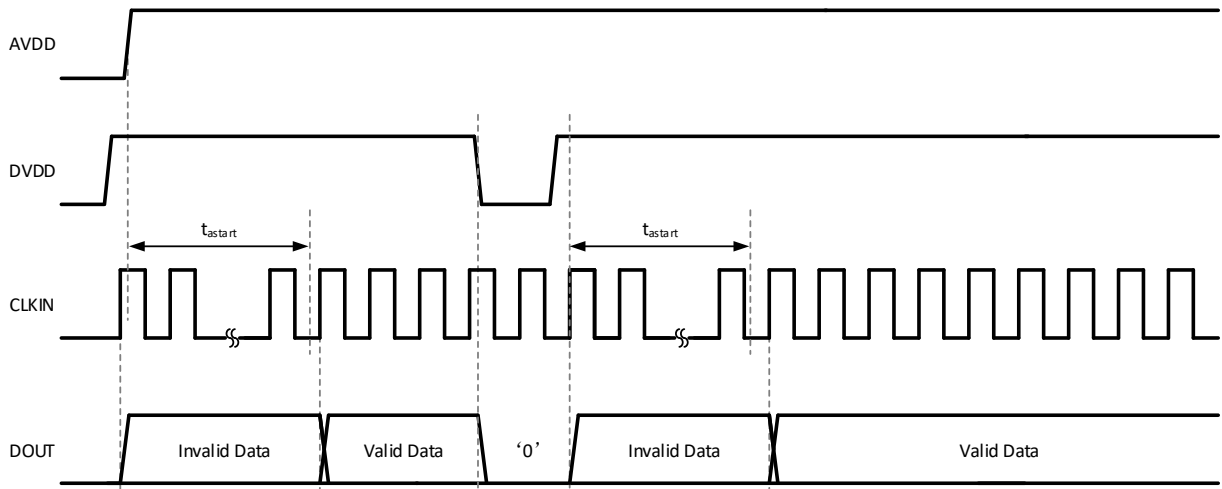 AVDD
DVDD
tastart tastart
CLKIN
DOUT Invalid Data Valid Data ‘0’ Invalid Data Valid Data